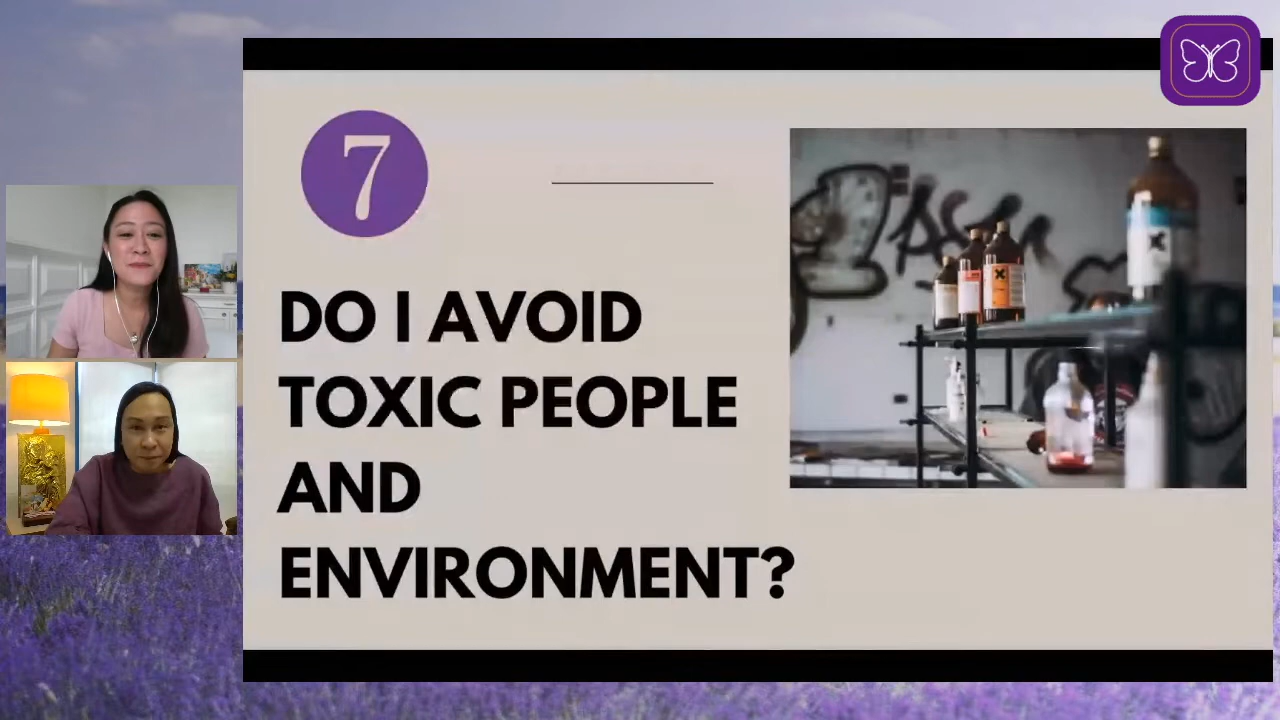 7
DO I AVOID
TOXIC PEOPLE
AND
ENVIRONMENT?